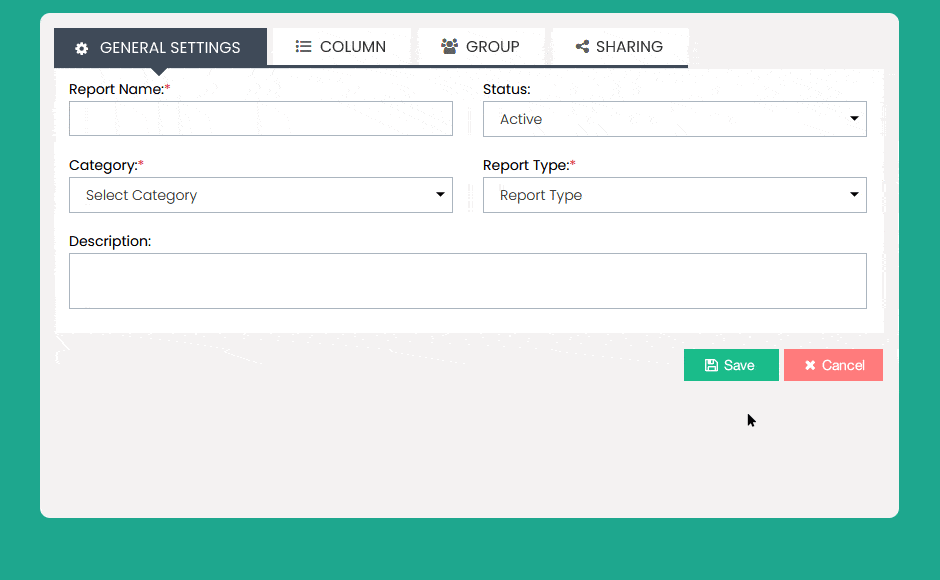 GENERAL SETTINGS COLUMN GROUP SHARING
Report Name:* Status:
Active
Category:* Report Type:*
Select Category Report Type
Description:
Save Cancel